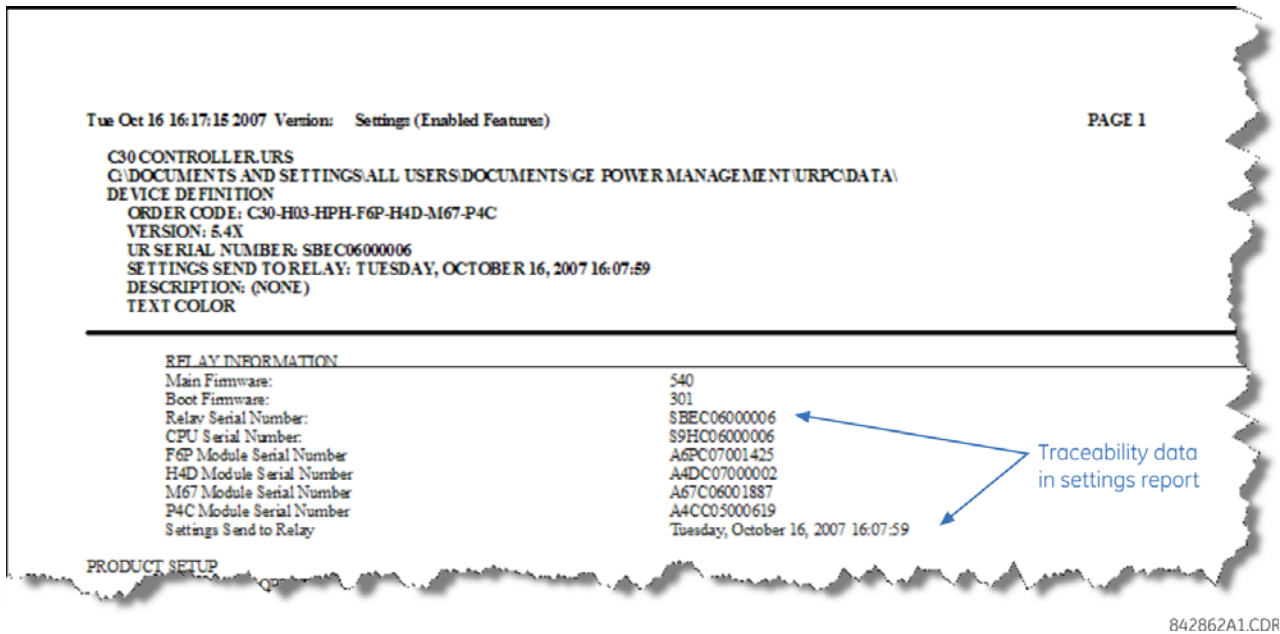 Tue Oct 16 16:17:15 2007 Version: Settings (Enabled Features) PAGE 1
C30 CONTROLLER.URS
C:\DOCUMENTS AND SETTINGS\ALL USERS\DOCUMENTS\GE POWER MANAGEMENT\URPC\DATA\
DEVICE DEFINITION
ORDER CODE: C30-H03-HPH-F6P-H4D-M67-P4C
VERSION: 5.4X
UR SERIAL NUMBER: SBEC06000006
SETTINGS SEND TO RELAY: TUESDAY, OCTOBER 16, 2007 16:07:59
DESCRIPTION: (NONE)
TEXT COLOR
RELAY INFORMATION
Main Firmware: 540
Boot Firmware: 301
Relay Serial Number: SBEC06000006
CPU Serial Number: S9HC06000006
F6P Module Serial Number A6PC07001425
H4D Module Serial Number A4DC07000002
M67 Module Serial Number A67C06001887
P4C Module Serial Number A4CC05000619
Settings Send to Relay Tuesday, October 16, 2007 16:07:59
Traceability data
in settings report
PRODUCT SETUP
842862A1.CDR